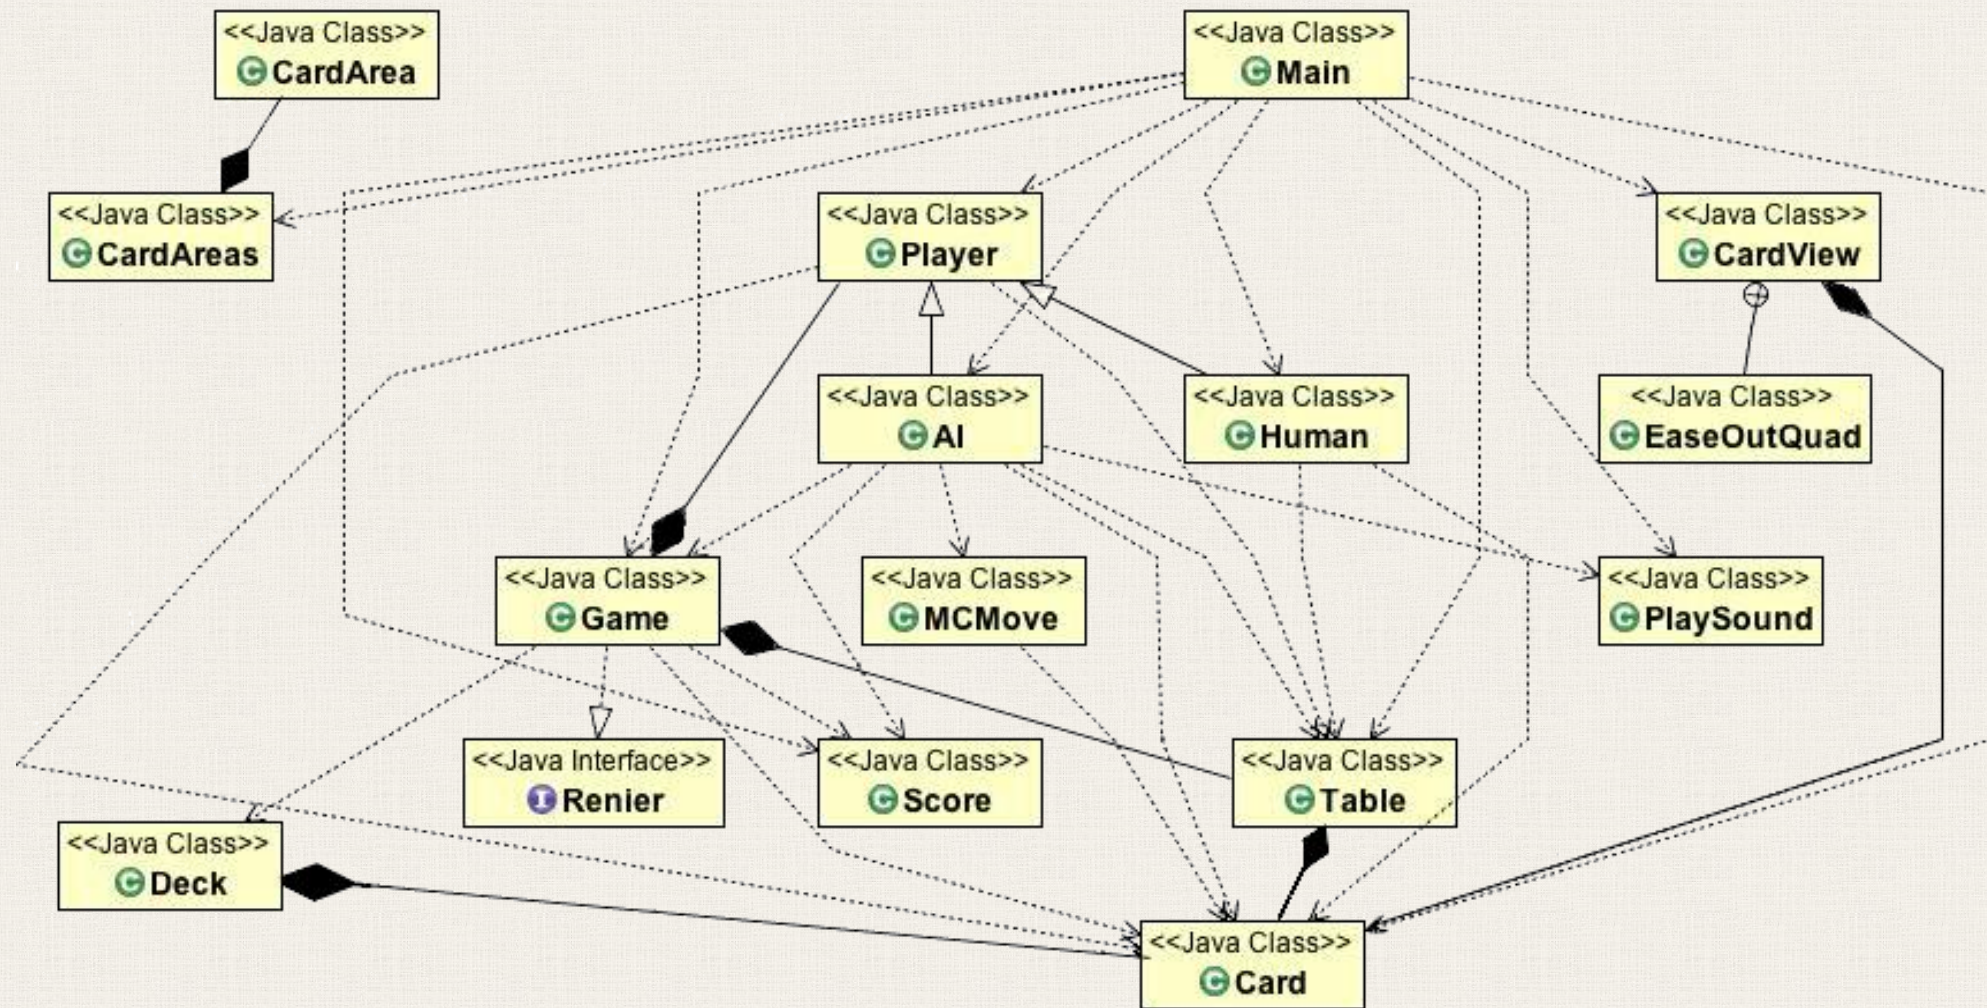 <<Java Class>>
CardArea
<<Java Class>>
Main
<<Java Class>>
CardAreas
<<Java Class>>
Player
<<Java Class>>
CardView
<<Java Class>>
AI
<<Java Class>>
Human
<<Java Class>>
EaseOutQuad
<<Java Class>>
Game
<<Java Class>>
MCMove
<<Java Class>>
PlaySound
<<Java Interface>>
Renier
<<Java Class>>
Score
<<Java Class>>
Table
<<Java Class>>
Deck
<<Java Class>>
Card